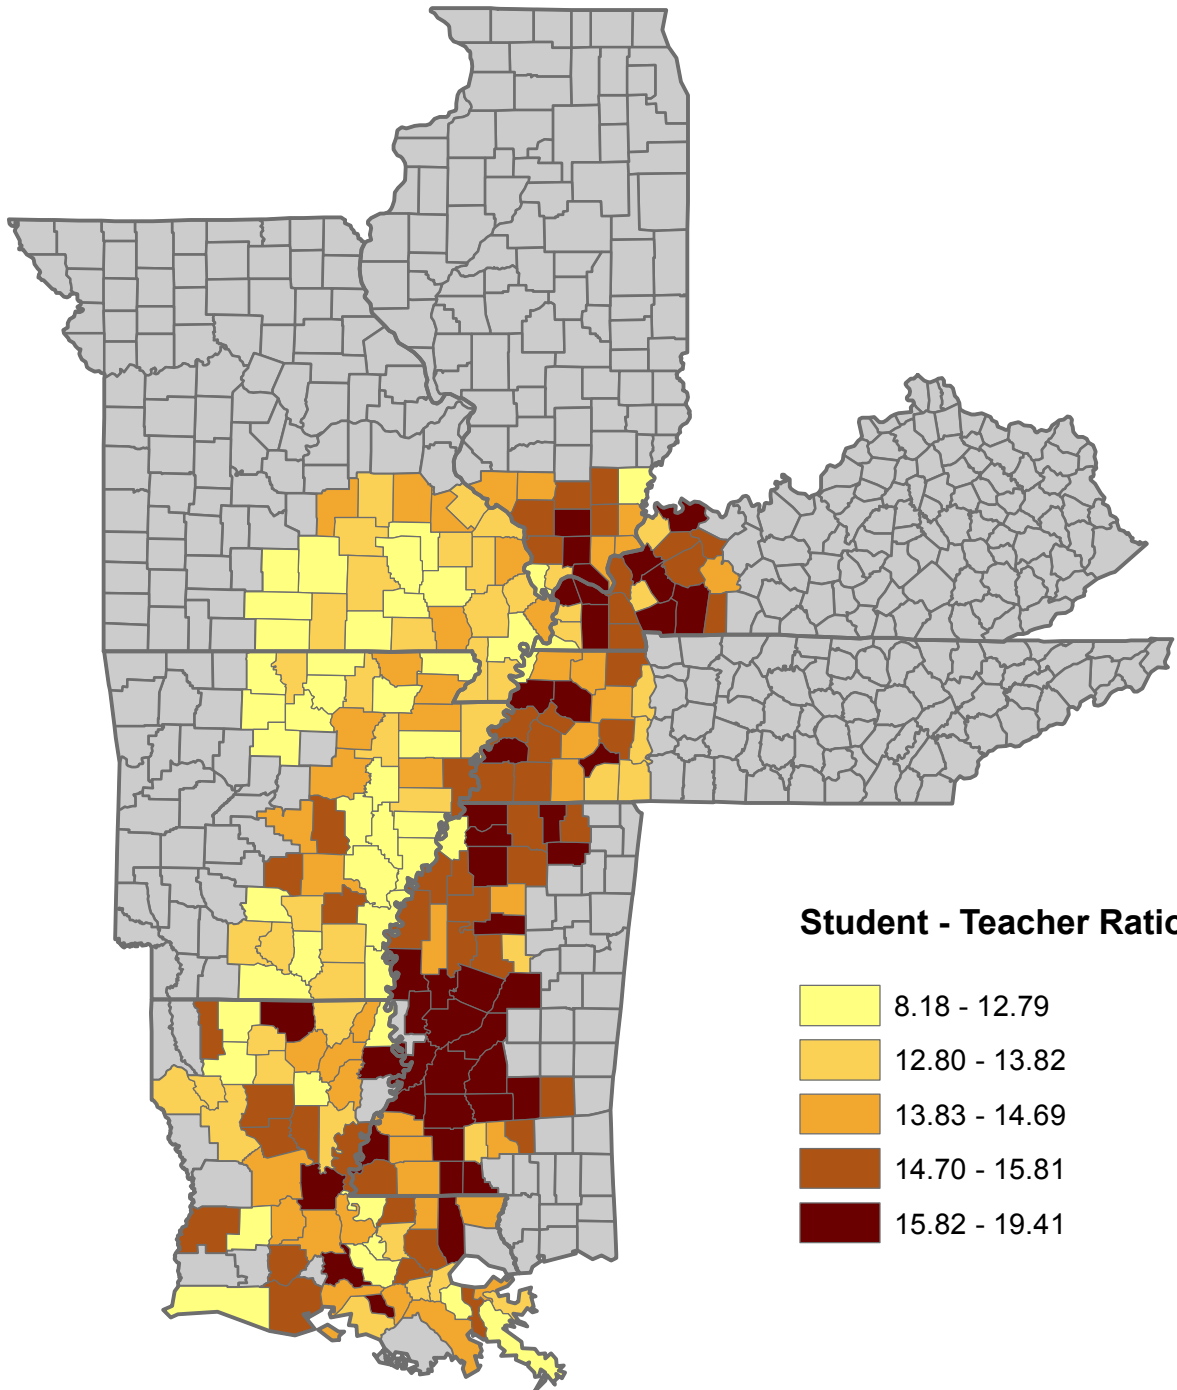 Student - Teacher Ratio
8.18 - 12.79
12.80 - 13.82
13.83 - 14.69
14.70 - 15.81
15.82 - 19.41